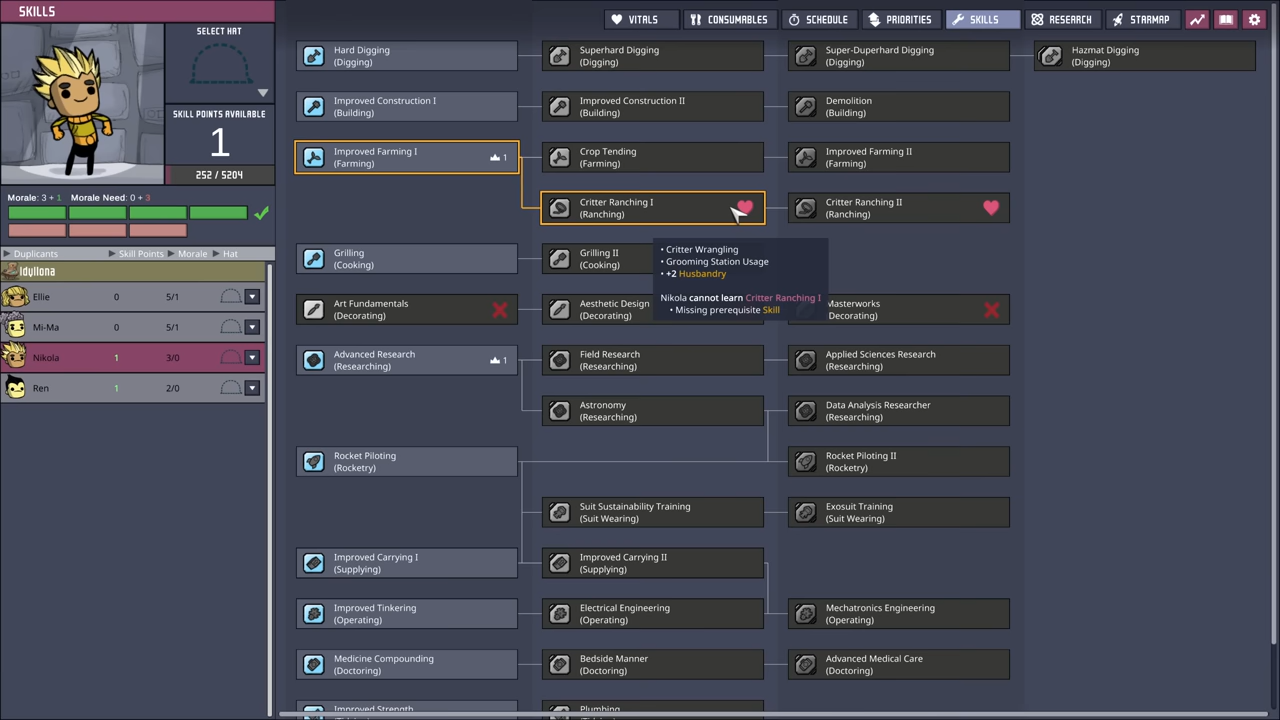 SKILLS
VITALS
CONSUMABLES
SCHEDULE
PRIORITIES
SKILLS
RESEARCH
STARMAP
SELECT HAT
SKILL POINTS AVAILABLE
1
252 / 5204
Morale: 3 + 1 Morale Need: 0 + 3
Duplicants Skill Points Morale Hat
Idyllona
Ellie 0 5/1
Mi-Ma 0 5/1
Nikola 1 3/0
Ren 1 2/0
Hard Digging
(Digging)
Superhard Digging
(Digging)
Super-Duperhard Digging
(Digging)
Hazmat Digging
(Digging)
Improved Construction I
(Building)
Improved Construction II
(Building)
Demolition
(Building)
Improved Farming I
(Farming)
1
Crop Tending
(Farming)
Improved Farming II
(Farming)
Critter Ranching I
(Ranching)
Critter Ranching II
(Ranching)
• Critter Wrangling
• Grooming Station Usage
• +2 Husbandry
Nikola cannot learn Critter Ranching I
• Missing prerequisite Skill
Grilling
(Cooking)
Grilling II
(Cooking)
Art Fundamentals
(Decorating)
Aesthetic Design
(Decorating)
Masterworks
(Decorating)
Advanced Research
(Researching)
1
Field Research
(Researching)
Applied Sciences Research
(Researching)
Astronomy
(Researching)
Data Analysis Researcher
(Researching)
Rocket Piloting
(Rocketry)
Rocket Piloting II
(Rocketry)
Suit Sustainability Training
(Suit Wearing)
Exosuit Training
(Suit Wearing)
Improved Carrying I
(Supplying)
Improved Carrying II
(Supplying)
Improved Tinkering
(Operating)
Electrical Engineering
(Operating)
Mechatronics Engineering
(Operating)
Medicine Compounding
(Doctoring)
Bedside Manner
(Doctoring)
Advanced Medical Care
(Doctoring)
Improved Strength
Plumbing